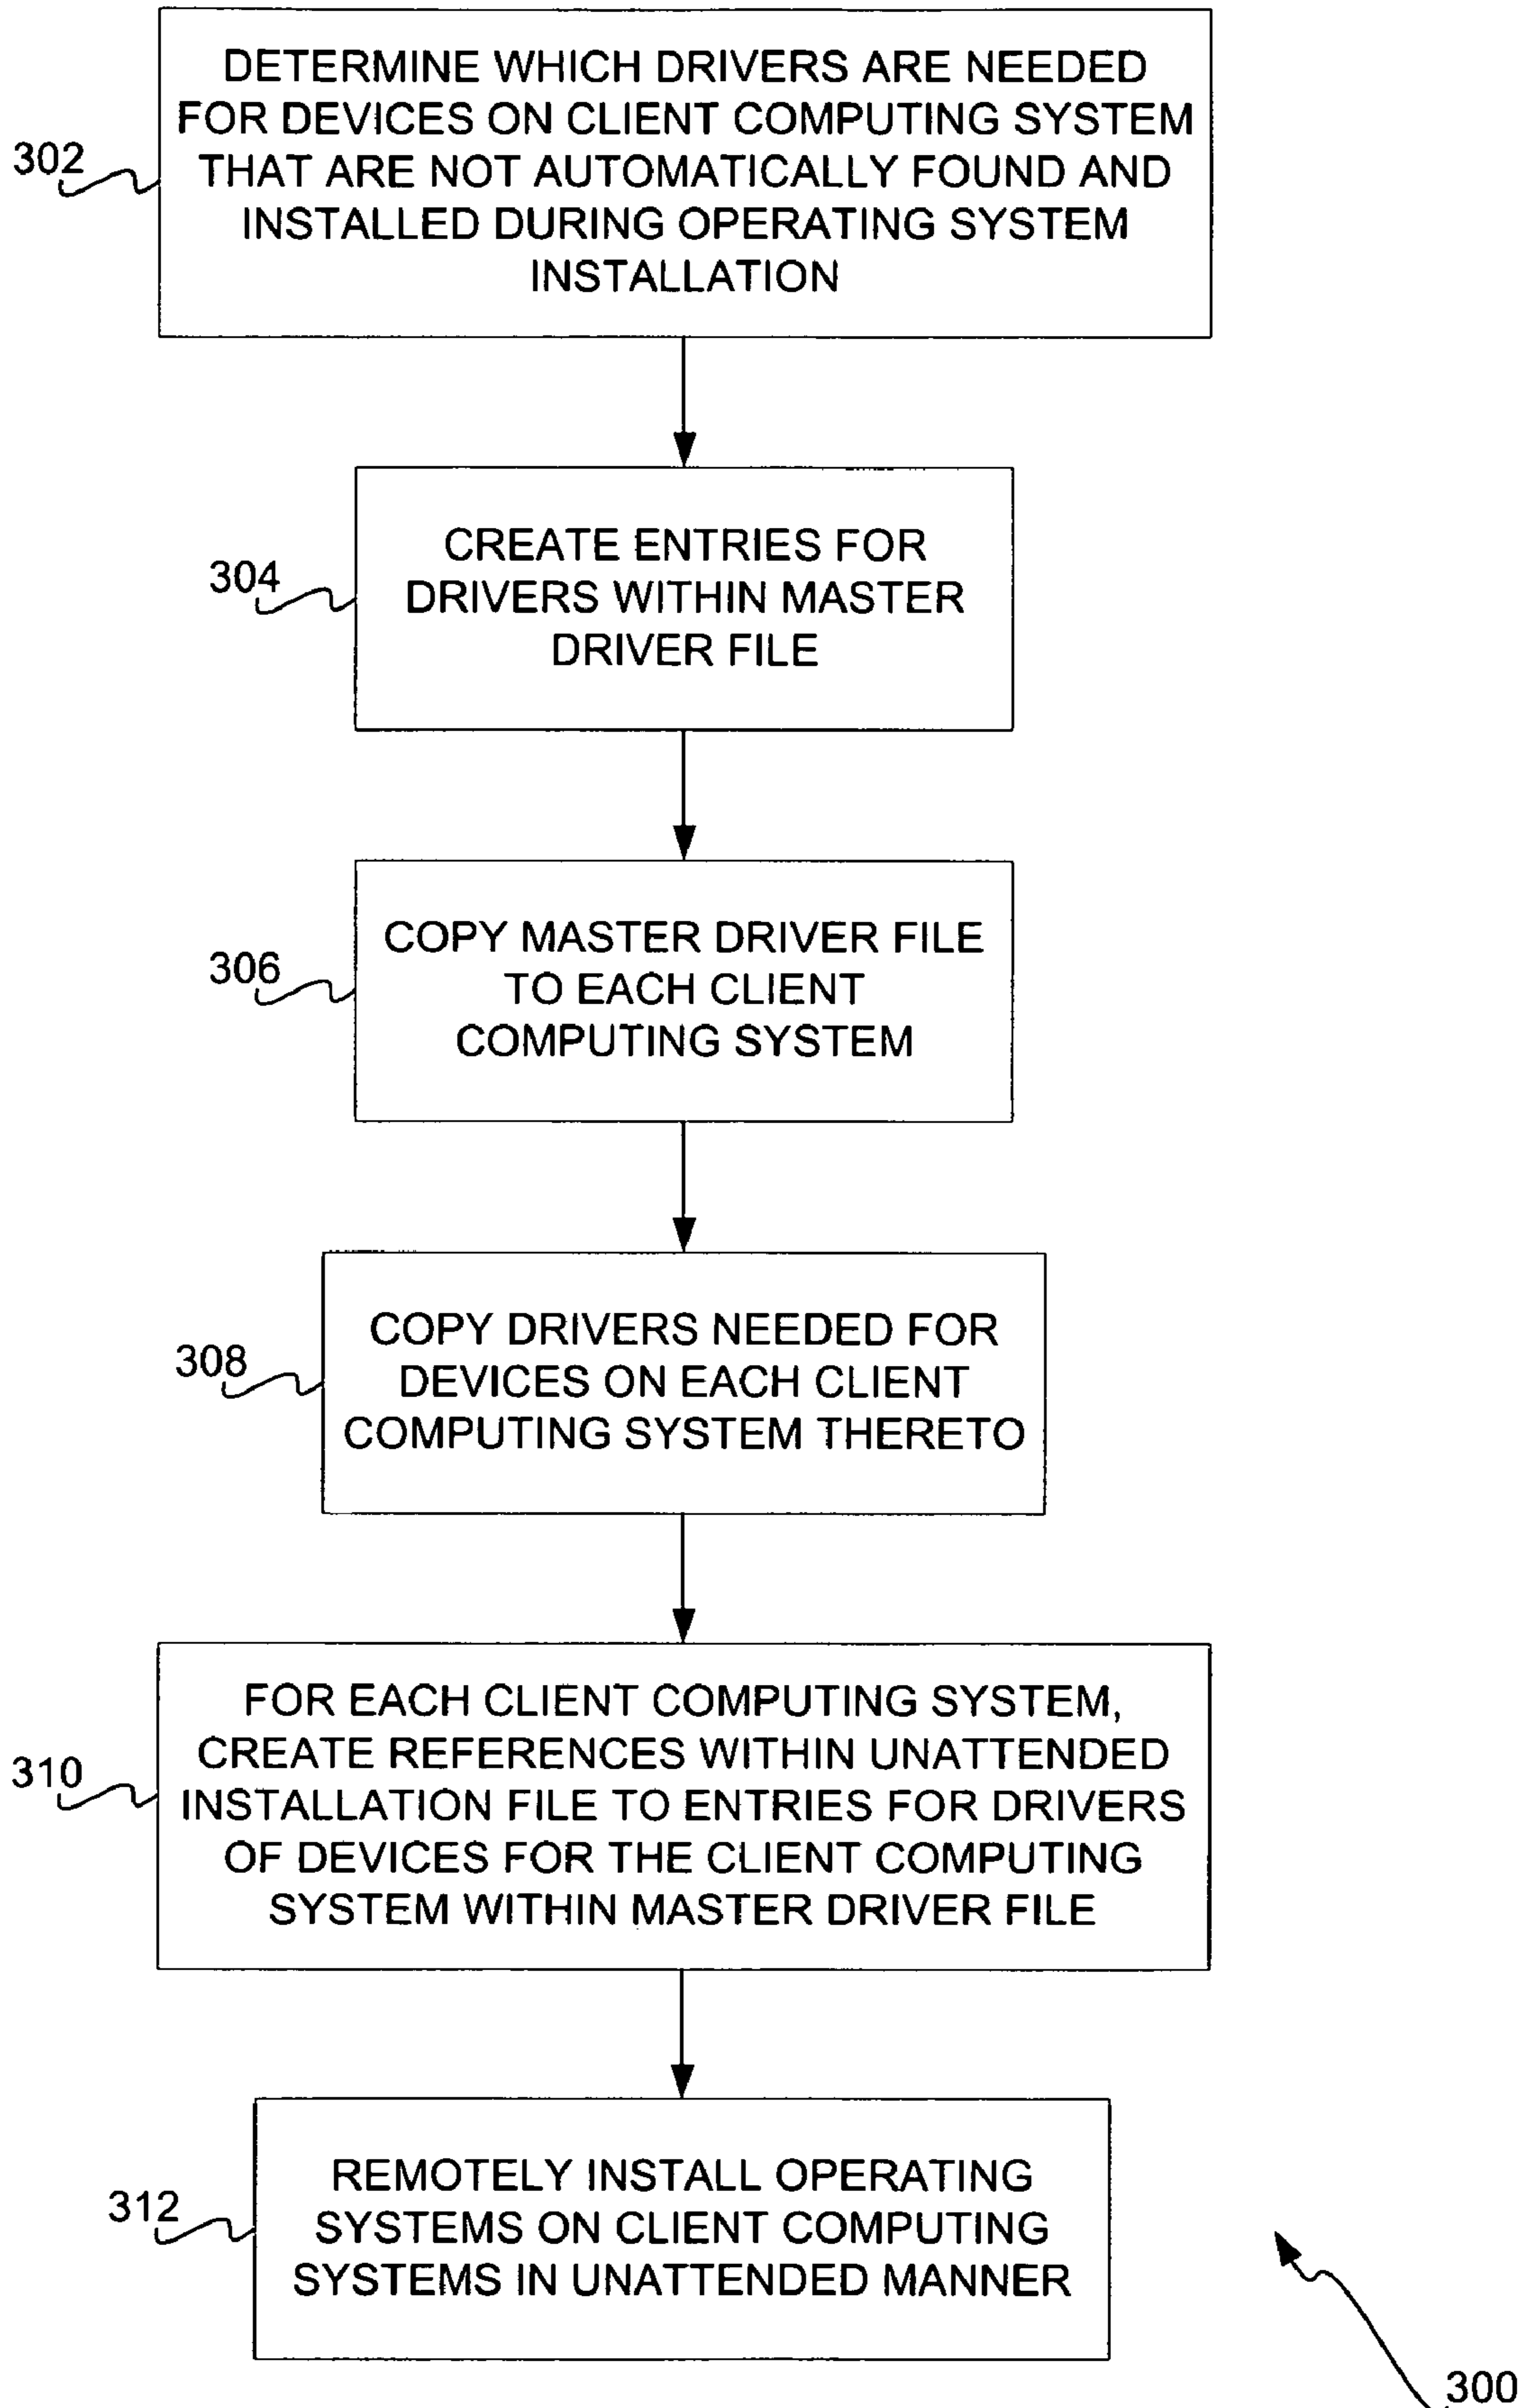 302
DETERMINE WHICH DRIVERS ARE NEEDED
FOR DEVICES ON CLIENT COMPUTING SYSTEM
THAT ARE NOT AUTOMATICALLY FOUND AND
INSTALLED DURING OPERATING SYSTEM
INSTALLATION
304
CREATE ENTRIES FOR
DRIVERS WITHIN MASTER
DRIVER FILE
306
COPY MASTER DRIVER FILE
TO EACH CLIENT
COMPUTING SYSTEM
308
COPY DRIVERS NEEDED FOR
DEVICES ON EACH CLIENT
COMPUTING SYSTEM THERETO
310
FOR EACH CLIENT COMPUTING SYSTEM,
CREATE REFERENCES WITHIN UNATTENDED
INSTALLATION FILE TO ENTRIES FOR DRIVERS
OF DEVICES FOR THE CLIENT COMPUTING
SYSTEM WITHIN MASTER DRIVER FILE
312
REMOTELY INSTALL OPERATING
SYSTEMS ON CLIENT COMPUTING
SYSTEMS IN UNATTENDED MANNER
300